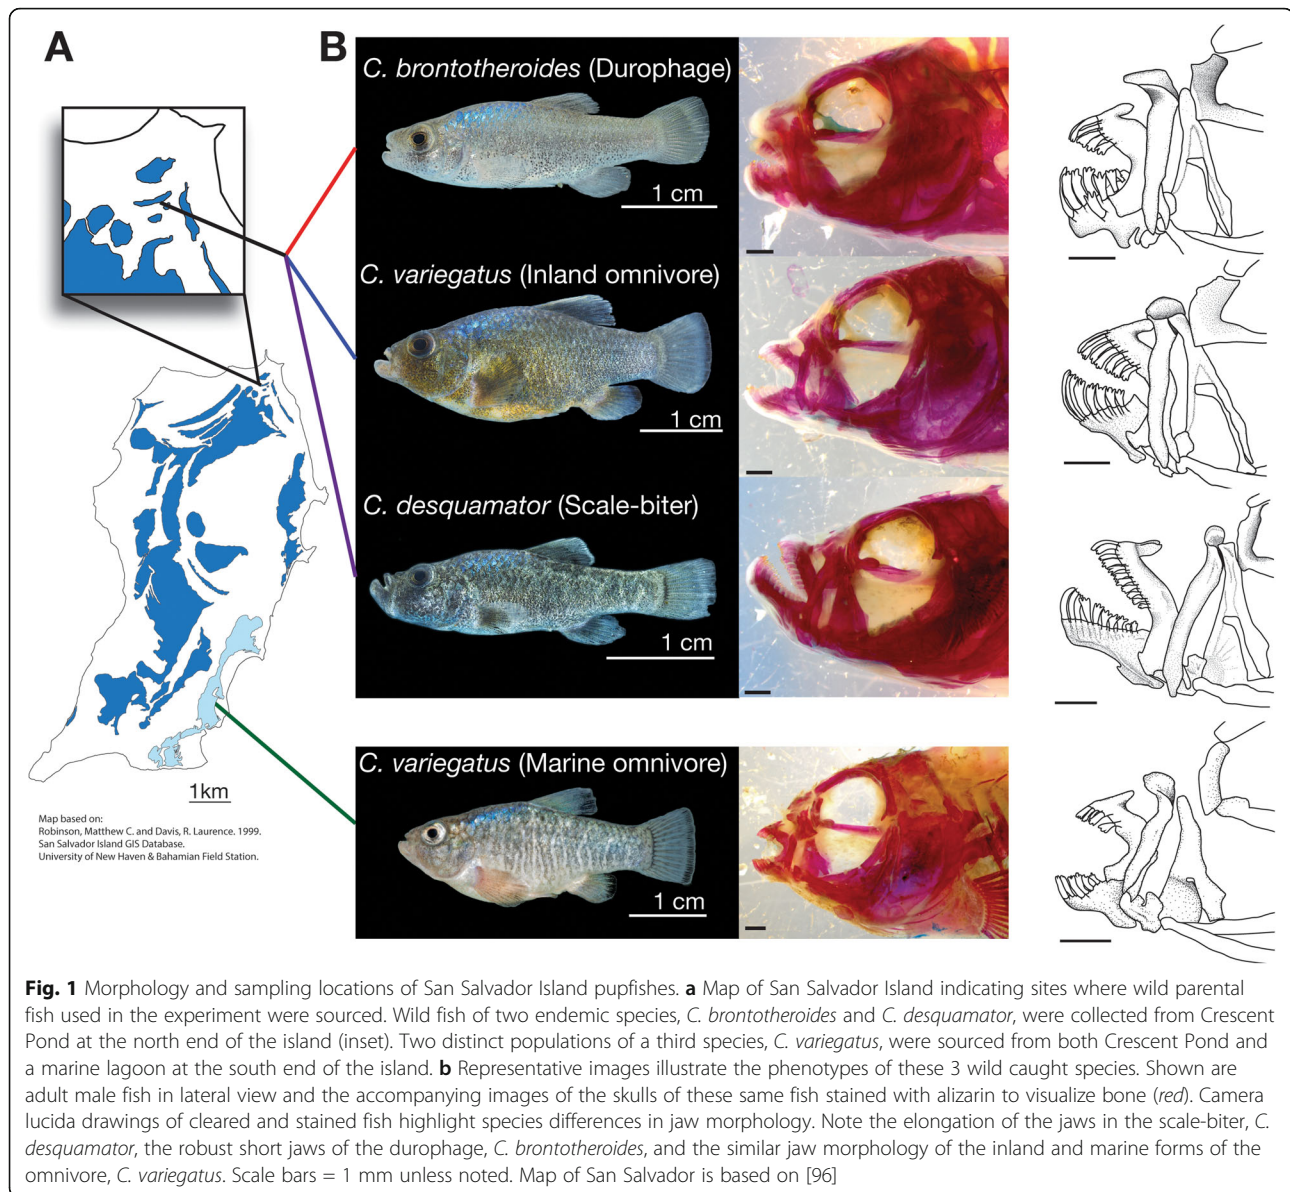 A
B
C. brontotheroides (Durophage)
1 cm
C. variegatus (Inland omnivore)
1 cm
C. desquamator (Scale-biter)
1 cm
C. variegatus (Marine omnivore)
1 cm
1km
Map based on:
Robinson, Matthew C. and Davis, R. Laurence. 1999.
San Salvador Island GIS Database.
University of New Haven & Bahamian Field Station.
Fig. 1 Morphology and sampling locations of San Salvador Island pupfishes. a Map of San Salvador Island indicating sites where wild parental
fish used in the experiment were sourced. Wild fish of two endemic species, C. brontotheroides and C. desquamator, were collected from Crescent
Pond at the north end of the island (inset). Two distinct populations of a third species, C. variegatus, were sourced from both Crescent Pond and
a marine lagoon at the south end of the island. b Representative images illustrate the phenotypes of these 3 wild caught species. Shown are
adult male fish in lateral view and the accompanying images of the skulls of these same fish stained with alizarin to visualize bone (red). Camera
lucida drawings of cleared and stained fish highlight species differences in jaw morphology. Note the elongation of the jaws in the scale-biter, C.
desquamator, the robust short jaws of the durophage, C. brontotheroides, and the similar jaw morphology of the inland and marine forms of the
omnivore, C. variegatus. Scale bars = 1 mm unless noted. Map of San Salvador is based on [96]